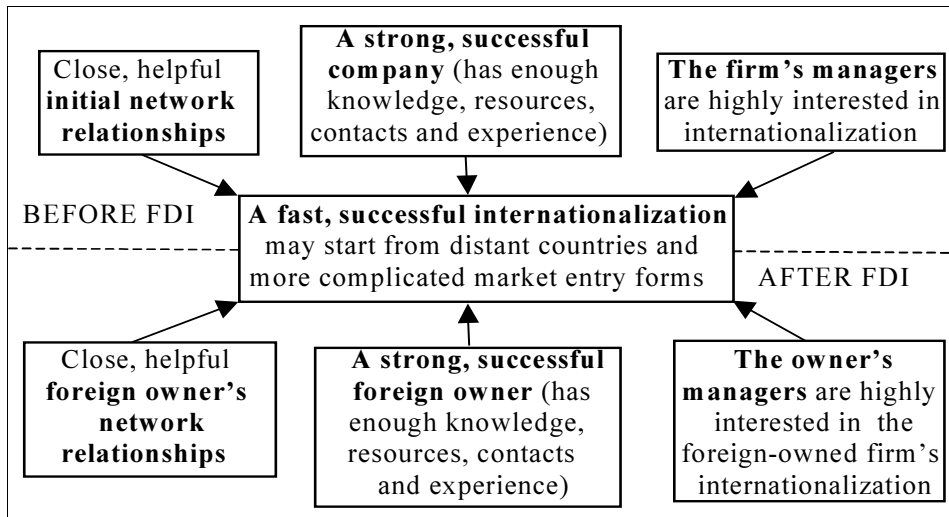 Close, helpful
initial network
relationships
A strong, successful
company (has enough
knowledge, resources,
contacts and experience)
The firm's managers
are highly interested in
internationalization
BEFORE FDI
A fast, successful internationalization
may start from distant countries and
more complicated market entry forms
AFTER FDI
Close, helpful
foreign owner's
network
relationships
A strong, successful
foreign owner (has
enough knowledge,
resources, contacts
and experience)
The owner's
managers are highly
interested in the
foreign-owned firm's
internationalization